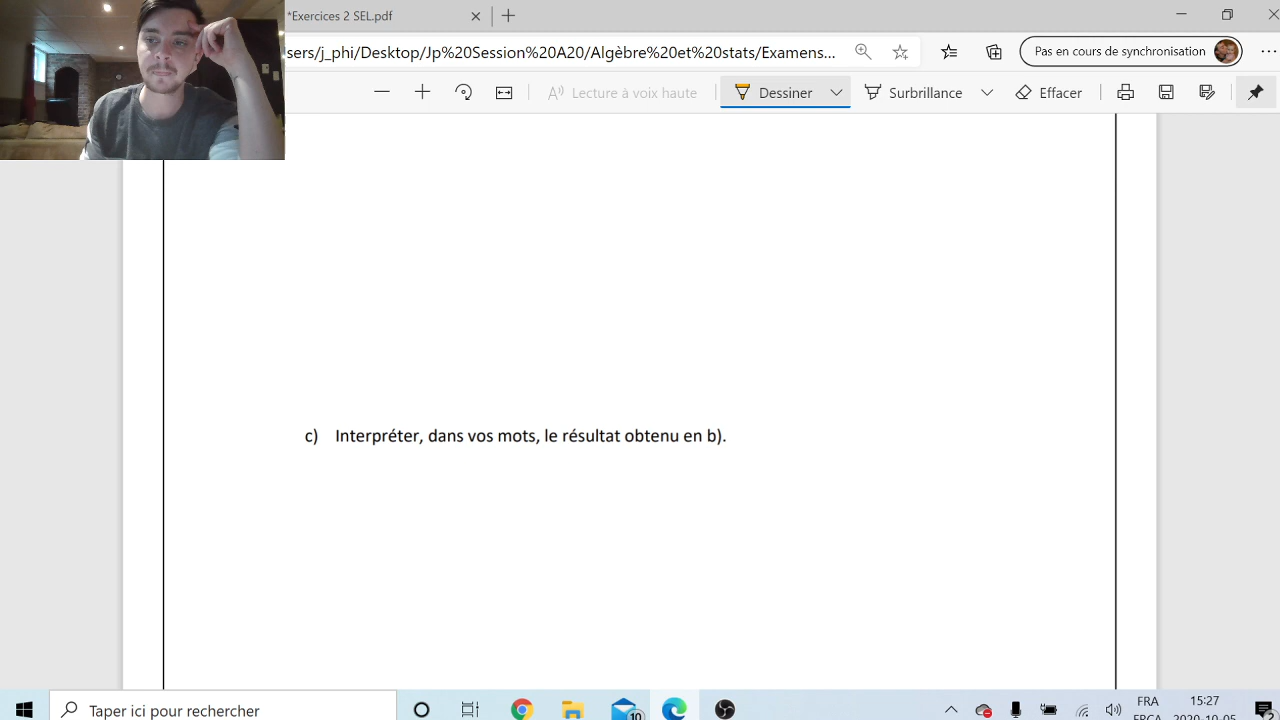 *Exercices 2 SEL.pdf
sers/j_phi/Desktop/Jp%20Session%20A20/Algèbre%20et%20stats/Examens...
Pas en cours de synchronisation
Lecture à voix haute
Dessiner
Surbrillance
Effacer
c) Interpréter, dans vos mots, le résultat obtenu en b).
Taper ici pour rechercher
10
FRA
15:27